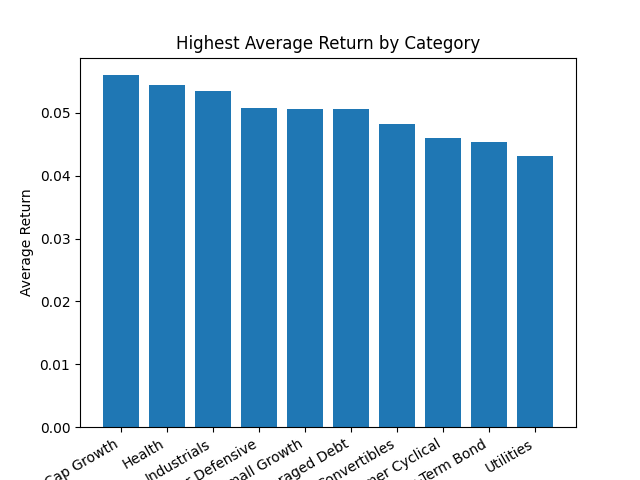 Highest Average Return by Category
Average Return
0.05
0.04
0.03
0.02
0.01
0.00
Cap Growth
Health
Industrials
Defensive
Growth
Debt
Convertibles
Cyclical
Term Bond
Utilities